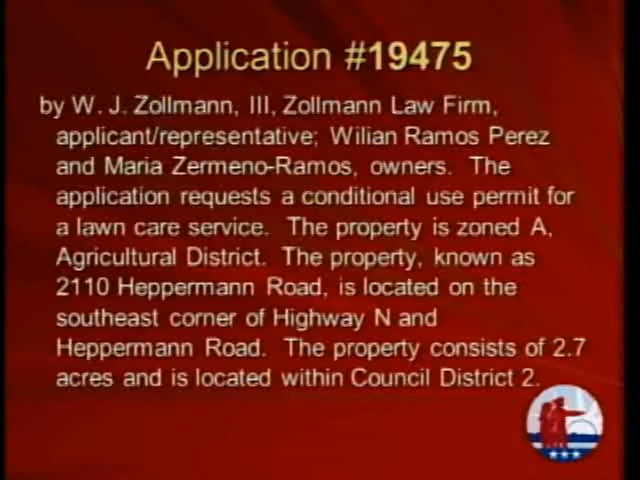 Application #19475
by W. J. Zollmann, III, Zollmann Law Firm,
applicant/representative; Wilian Ramos Perez
and Maria Zermeno-Ramos, owners. The
application requests a conditional use permit for
a lawn care service. The property is zoned A,
Agricultural District. The property, known as
2110 Heppermann Road, is located on the
southeast corner of Highway N and
Heppermann Road. The property consists of 2.7
acres and is located within Council District 2.